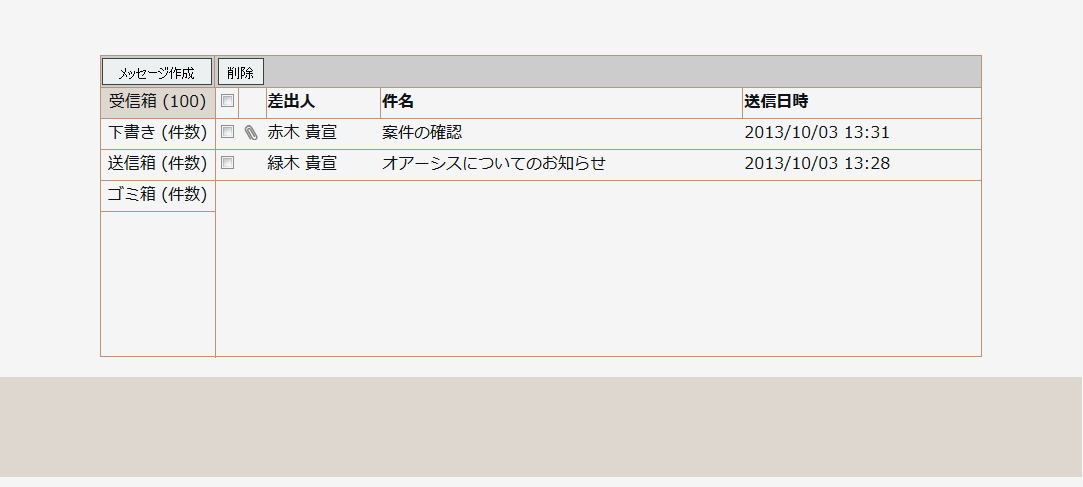 メッセージ作成 削除
受信箱 (100) 差出人 件名 送信日時
下書き (件数) 赤木 貴宣 案件の確認 2013/10/03 13:31
送信箱 (件数) 緑木 貴宣 オアーシスについてのお知らせ 2013/10/03 13:28
ゴミ箱 (件数)